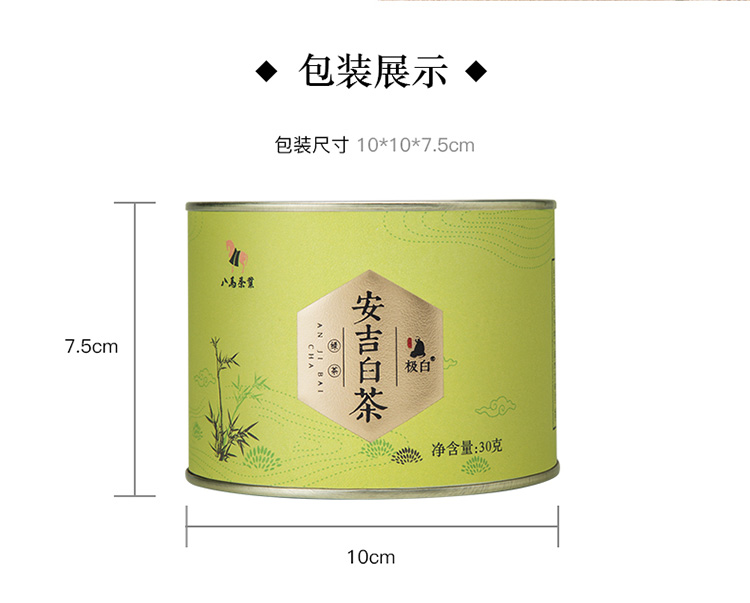 包装展示
包装尺寸 10*10*7.5cm
7.5cm
八马茶业
安吉白茶
AN JI BAI CHA
绿茶
极白
净含量:30克
10cm